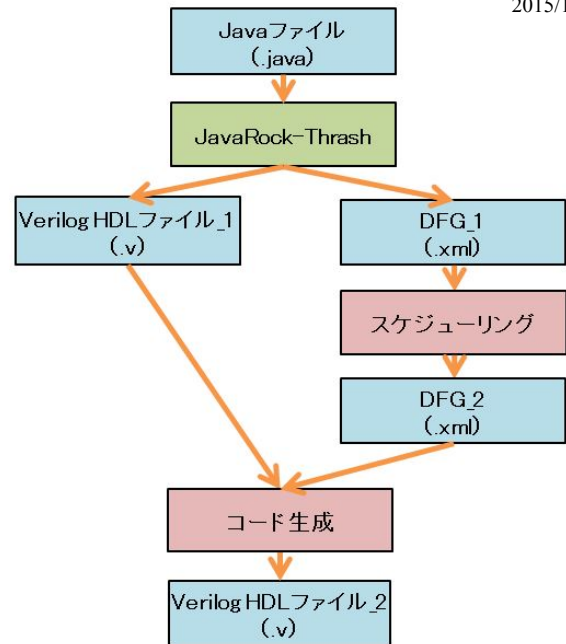 2015/1
Javaファイル
(.java)
JavaRock-Thrash
Verilog HDLファイル_1
(.v)
DFG_1
(.xml)
スケジューリング
DFG_2
(.xml)
コード生成
Verilog HDLファイル_2
(.v)